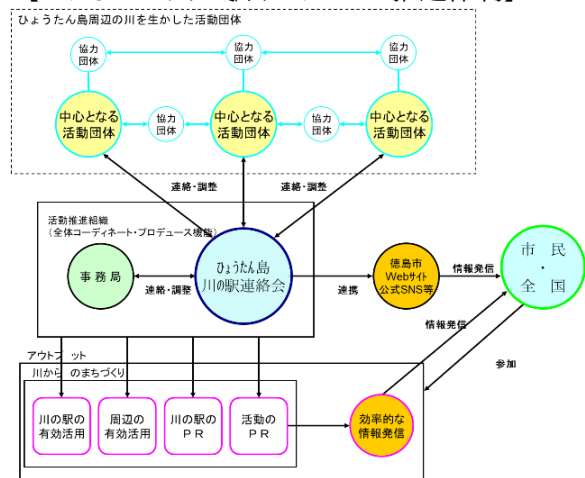 ひょうたん島周辺の川を生かした活動団体
協力
団体
協力
団体
協力
団体
中心となる
活動団体
協力
団体
中心となる
活動団体
協力
団体
中心となる
活動団体
連絡・調整
連絡・調整
活動推進組織
(全体コーディネート・プロデュース機能)
事務局
連絡・調整
ひょうたん島
川の駅連絡会
連携
徳島市
Webサイト
公式SNS等
情報発信
市民
・
全国
情報発信
参加
アウトプット
川から のまちづくり
川の駅の
有効活用
周辺の
有効活用
川の駅の
PR
活動の
PR
効率的な
情報発信